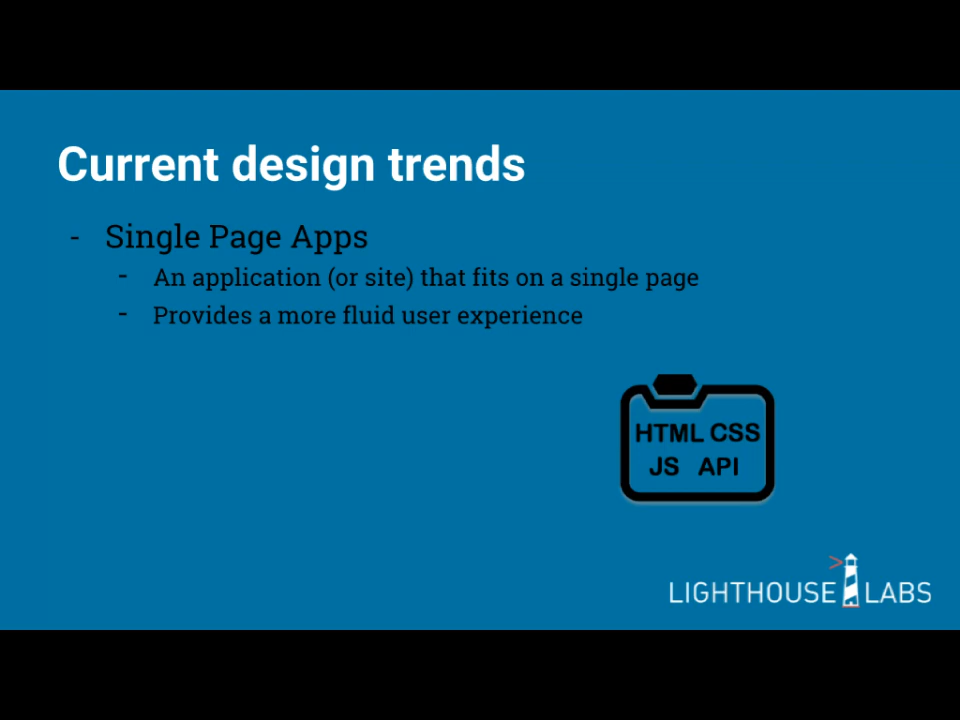 Current design trends
- Single Page Apps
- An application (or site) that fits on a single page
- Provides a more fluid user experience
HTML CSS
JS API
>
LIGHTHOUSE LABS